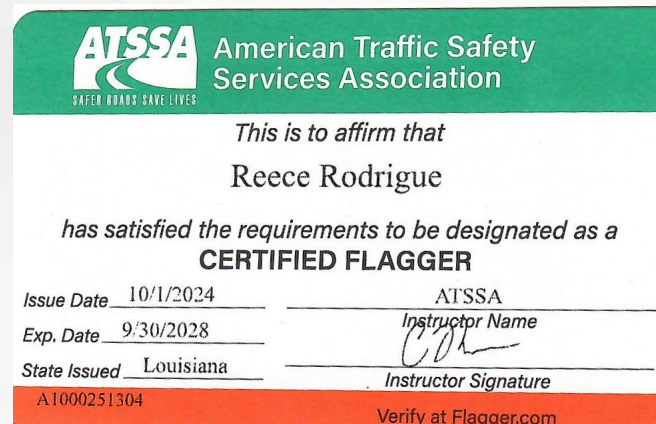 ATSSA
SAFER ROADS SAVE LIVES
American Traffic Safety
Services Association
This is to affirm that
Reece Rodrigue
has satisfied the requirements to be designated as a
CERTIFIED FLAGGER
Issue Date 10/1/2024
ATSSA
Instructor Name
Exp. Date 9/30/2028
State Issued Louisiana
Instructor Signature
A1000251304
Verify at Flagger.com